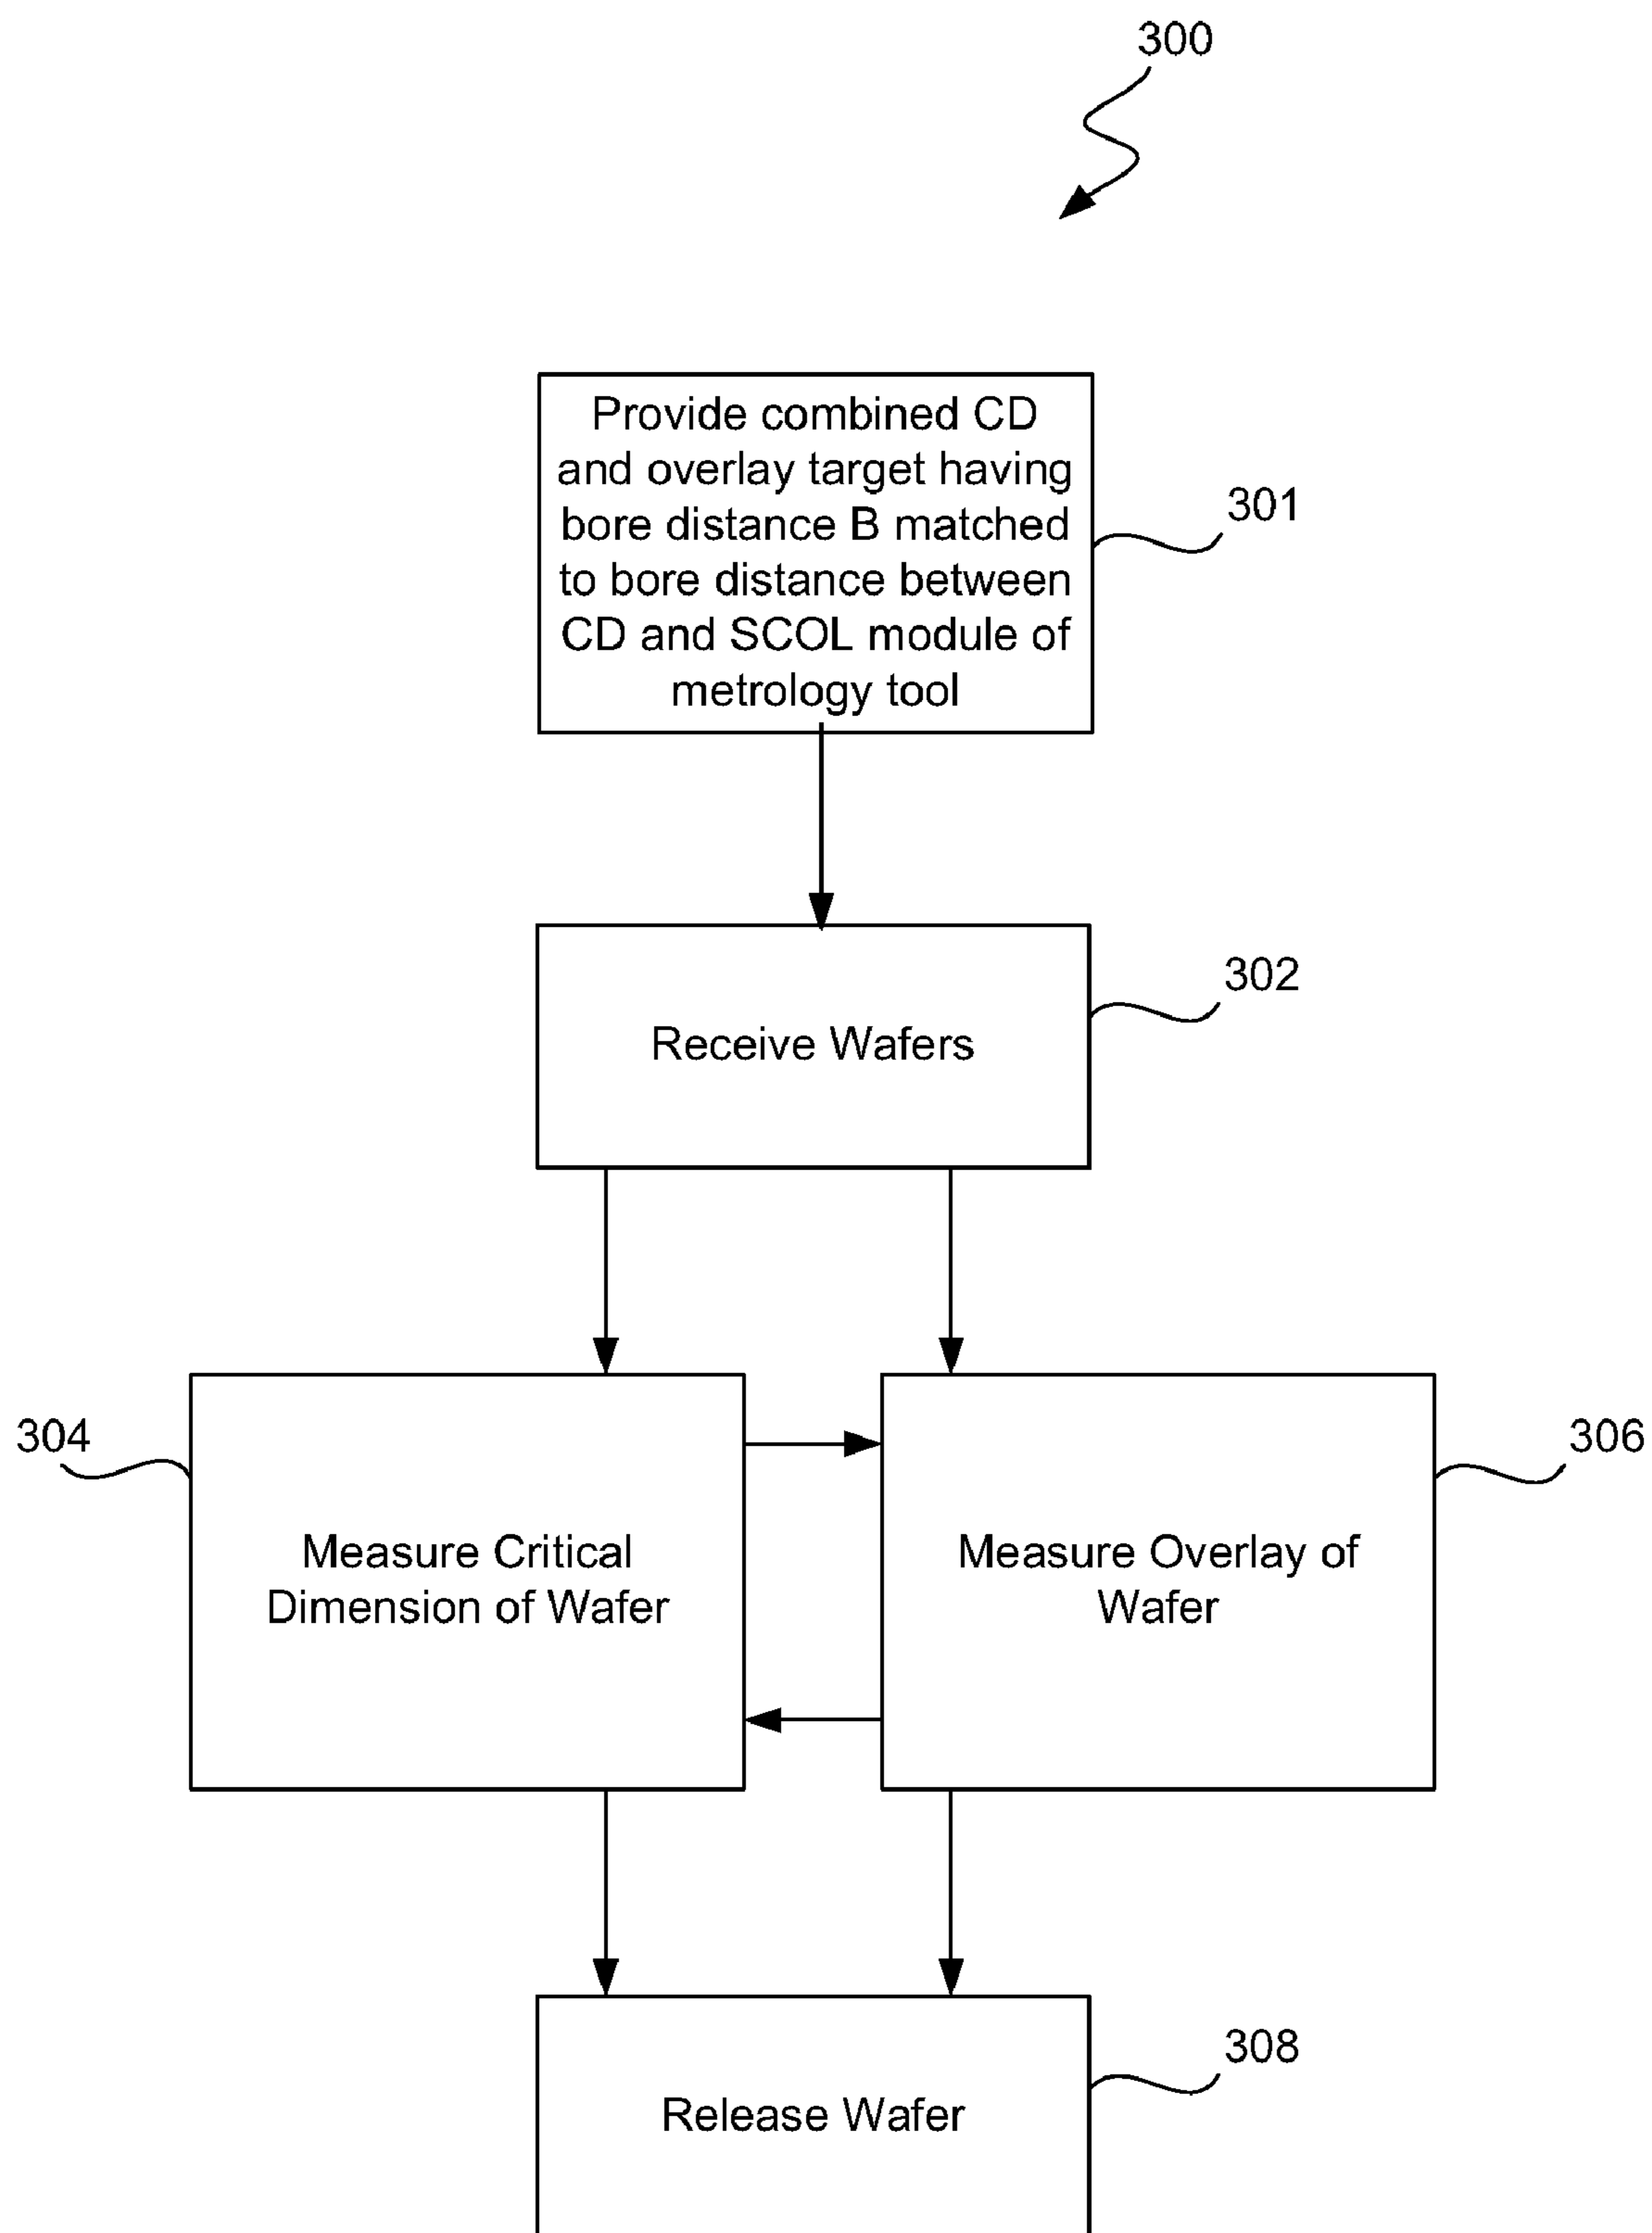 300
Provide combined CD
and overlay target having
bore distance B matched
to bore distance between
CD and SCOL module of
metrology tool
301
Receive Wafers
302
304
Measure Critical
Dimension of Wafer
Measure Overlay of
Wafer
306
Release Wafer
308